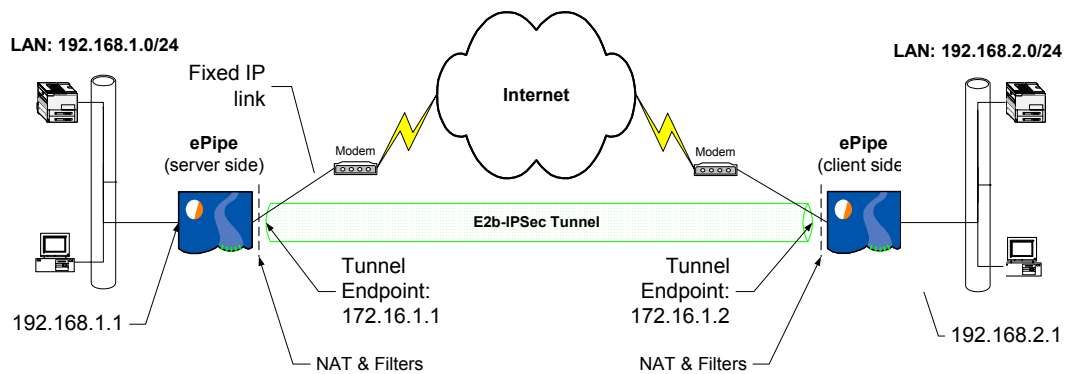 LAN: 192.168.1.0/24
LAN: 192.168.2.0/24
Fixed IP
link
Internet
ePipe
(server side)
Modem
Modem
ePipe
(client side
E2b-IPSec Tunnel
Tunnel
Endpoint:
172.16.1.1
Tunnel
Endpoint:
172.16.1.2
192.168.1.1
192.168.2.1
NAT & Filters
NAT & Filters